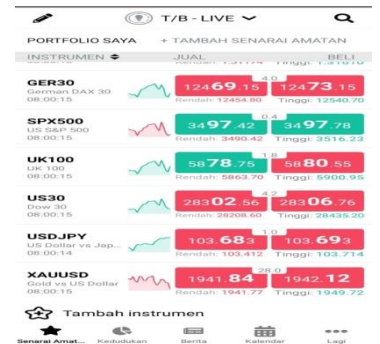 T/B - LIVE
PORTFOLIO SAYA + TAMBAH SENARAI AMATAN
INSTRUMEN JUAL BELI
GER30 4.0
German DAX 30 12469.15 12473.15
08:00:15 Rendah: 12454.80 Tinggi: 12540.70
SPX500 0.4
US S&P 500 3497.42 3497.78
08:00:15 Rendah: 3490.42 Tinggi: 3516.23
UK100 1.8
UK 100 5878.75 5880.55
08:00:15 Rendah: 5863.70 Tinggi: 5900.95
US30 4.2
Dow 30 28302.56 28306.76
08:00:15 Rendah: 28208.60 Tinggi: 28435.20
USDJPY 1.0
US Dollar vs Jap... 103.683 103.693
08:00:14 Rendah: 103.412 Tinggi: 103.714
XAUUSD 28.0
Gold vs US Dollar 1941.84 1942.12
08:00:15 Rendah: 1941.77 Tinggi: 1949.72
Tambah instrumen
Senarai Amat... Kedudukan Berita Kalendar Lagi